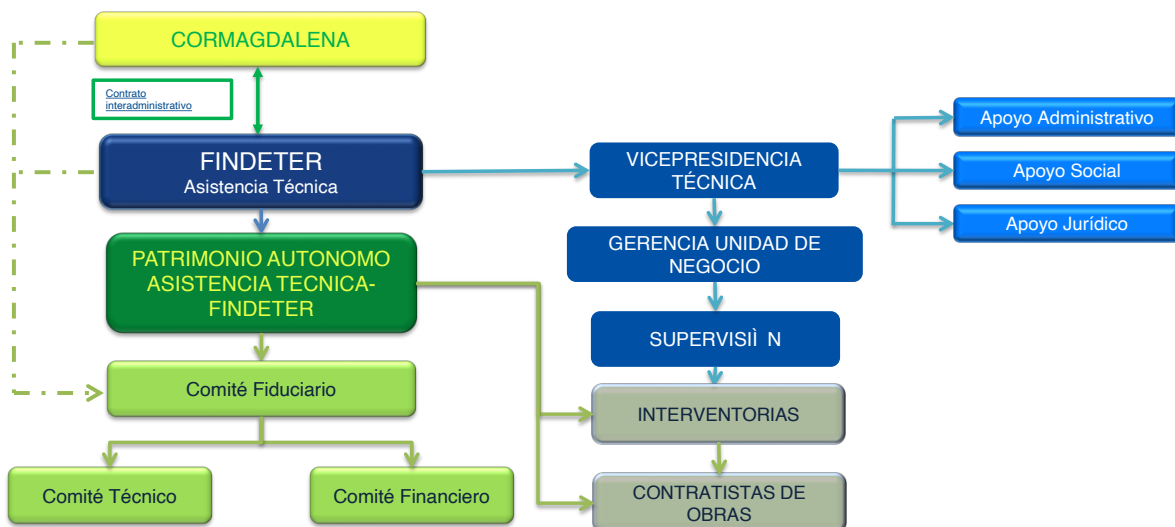 CORMAGDALENA
Contrato
interadministrativo
FINDETER
Asistencia Técnica
PATRIMONIO AUTONOMO
ASISTENCIA TECNICA-
FINDETER
Comité Fiduciario
Comité Técnico
Comité Financiero
VICEPRESIDENCIA
TÉCNICA
GERENCIA UNIDAD DE
NEGOCIO
SUPERVISIÌ N
INTERVENTORIAS
CONTRATISTAS DE
OBRAS
Apoyo Administrativo
Apoyo Social
Apoyo Jurídico